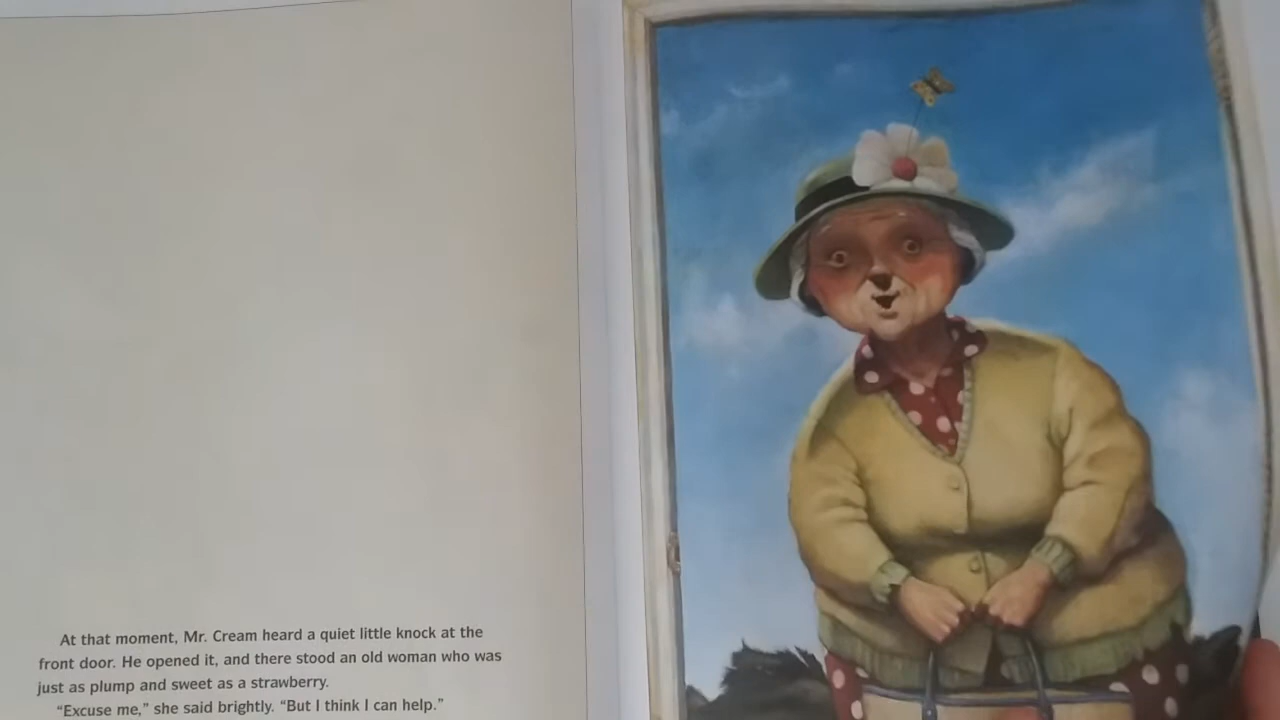 At that moment, Mr. Cream heard a quiet little knock at the
front door. He opened it, and there stood an old woman who was
just as plump and sweet as a strawberry.
“Excuse me,” she said brightly. “But I think I can help.”